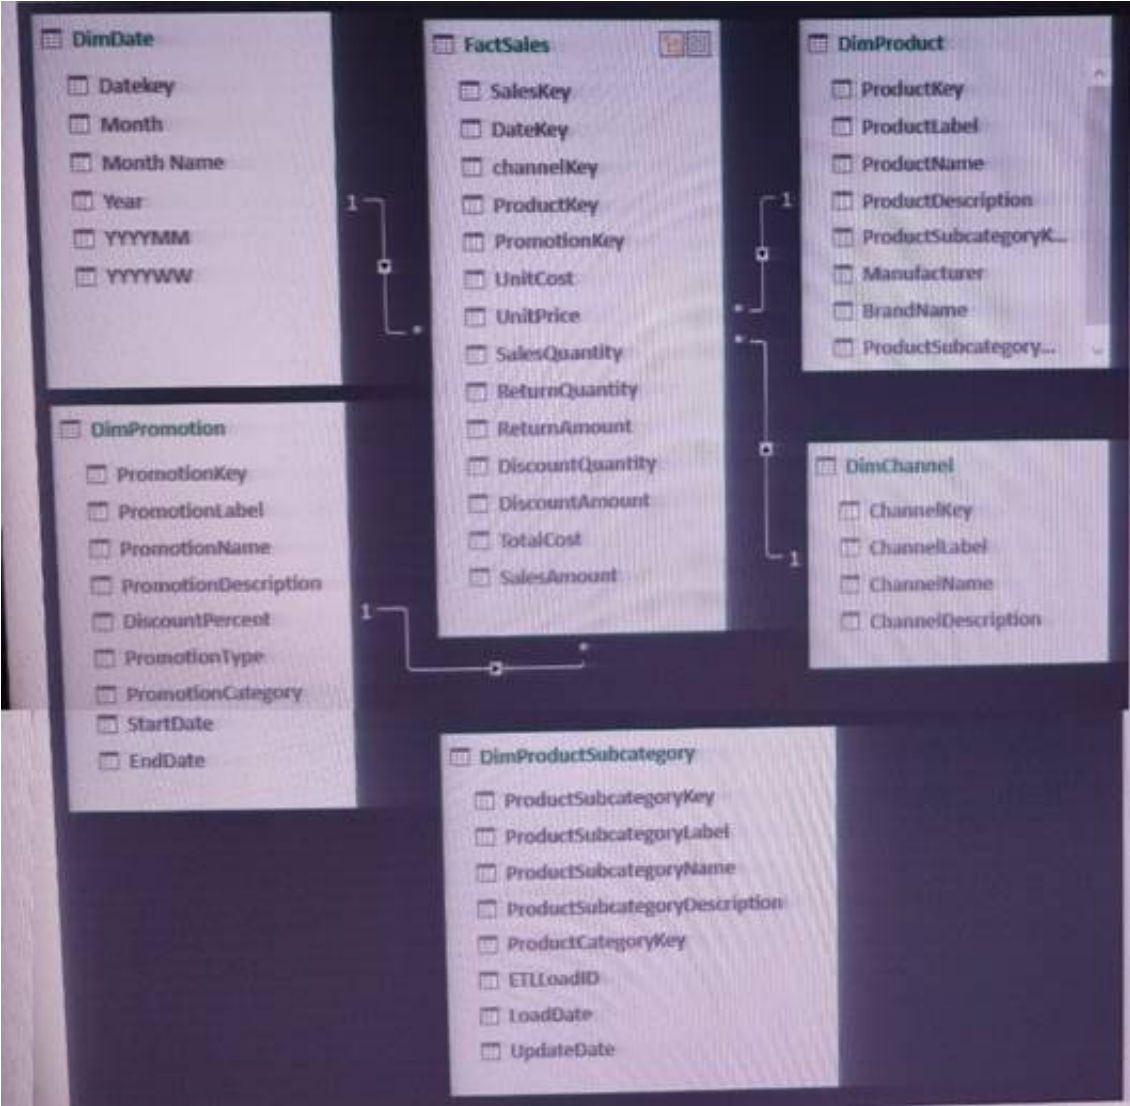 DimDate
Datekey
Month
Month Name
Year
YYYYMM
YYYYWW
1
*
FactSales
SalesKey
DateKey
channelKey
ProductKey
PromotionKey
UnitCost
UnitPrice
SalesQuantity
ReturnQuantity
ReturnAmount
DiscountQuantity
DiscountAmount
TotalCost
SalesAmount
1
*
*
1
DimProduct
ProductKey
ProductLabel
ProductName
ProductDescription
ProductSubcategoryK...
Manufacturer
BrandName
ProductSubcategory...
DimPromotion
PromotionKey
PromotionLabel
PromotionName
PromotionDescription
DiscountPercent
PromotionType
PromotionCategory
StartDate
EndDate
1
*
DimChannel
ChannelKey
ChannelLabel
ChannelName
ChannelDescription
DimProductSubcategory
ProductSubcategoryKey
ProductSubcategoryLabel
ProductSubcategoryName
ProductSubcategoryDescription
ProductCategoryKey
ETLLoadID
LoadDate
UpdateDate